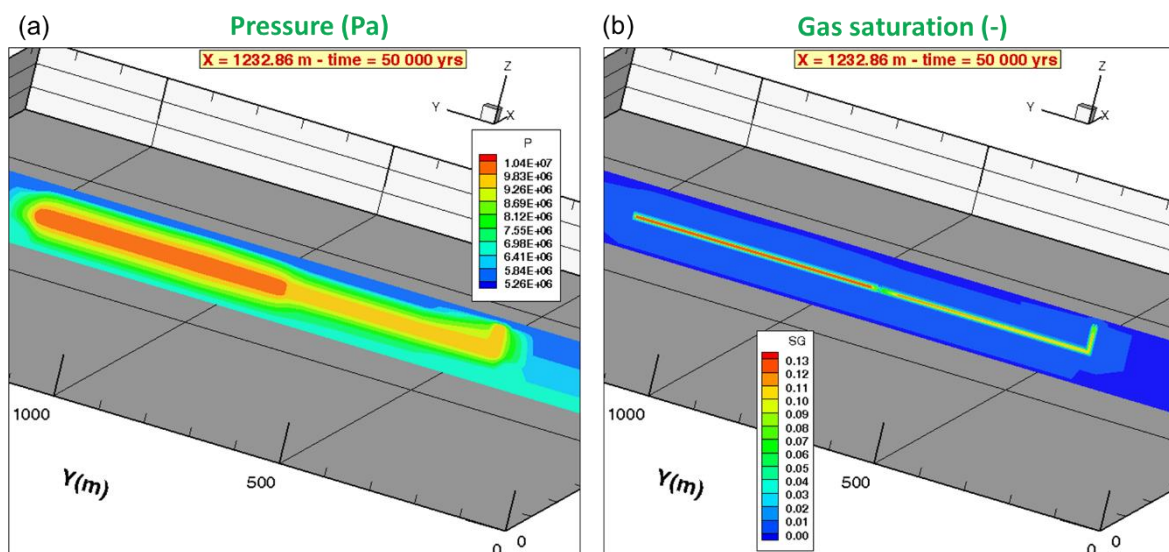 (a) Pressure (Pa)
X = 1232.86 m - time = 50 000 yrs
Z
Y
X
P
1.04E+07
9.83E+06
9.26E+06
8.69E+06
8.12E+06
7.55E+06
6.98E+06
6.41E+06
5.84E+06
5.26E+06
1000
500
Y(m)
0
0
(b) Gas saturation (-)
X = 1232.86 m - time = 50 000 yrs
Z
Y
X
SG
0.13
0.12
0.11
0.10
0.09
0.08
0.07
0.06
0.05
0.04
0.03
0.02
0.01
0.00
1000
500
Y(m)
0
0